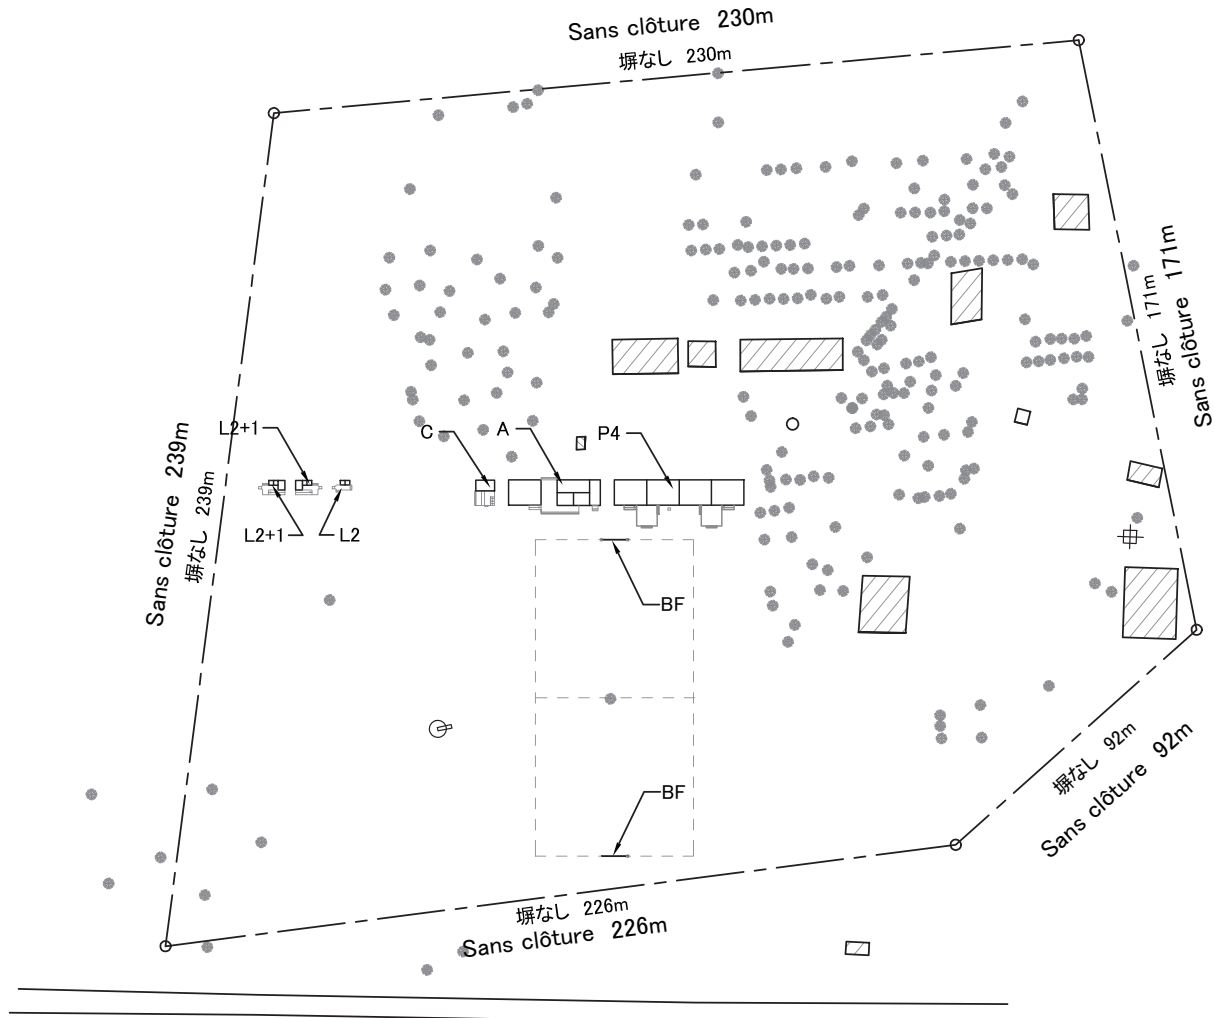 Sans clôture 230m
塀なし 230m
塀なし 171m
Sans clôture 171m
Sans clôture 239m
塀なし 239m
L2+1
C
A
P4
L2+1
L2
BF
BF
塀なし 92m
Sans clôture 92m
塀なし 226m
Sans clôture 226m